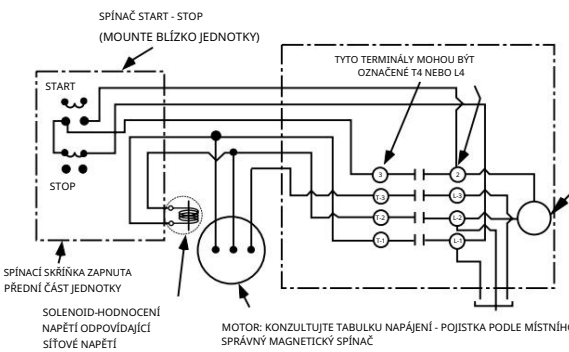 SPÍNAČ START - STOP
(MOUNTE BLÍZKO JEDNOTKY)
TYTO TERMINÁLY MOHOU BÝT
OZNAČENÉ T4 NEBO L4
START
STOP
3
2
T-3
L-3
T-2
L-2
T-1
L-1
SPÍNACÍ SKŘÍŇKA ZAPNUTA
PŘEDNÍ ČÁST JEDNOTKY
SOLENOID-HODNOCENÍ
NAPĚTÍ ODPOVÍDAJÍCÍ
SÍŤOVÉ NAPĚTÍ
MOTOR: KONZULTUJTE TABULKU NAPÁJENÍ - POJISTKA PODLE MÍSTNÍHO
SPRÁVNÝ MAGNETICKÝ SPÍNAČ